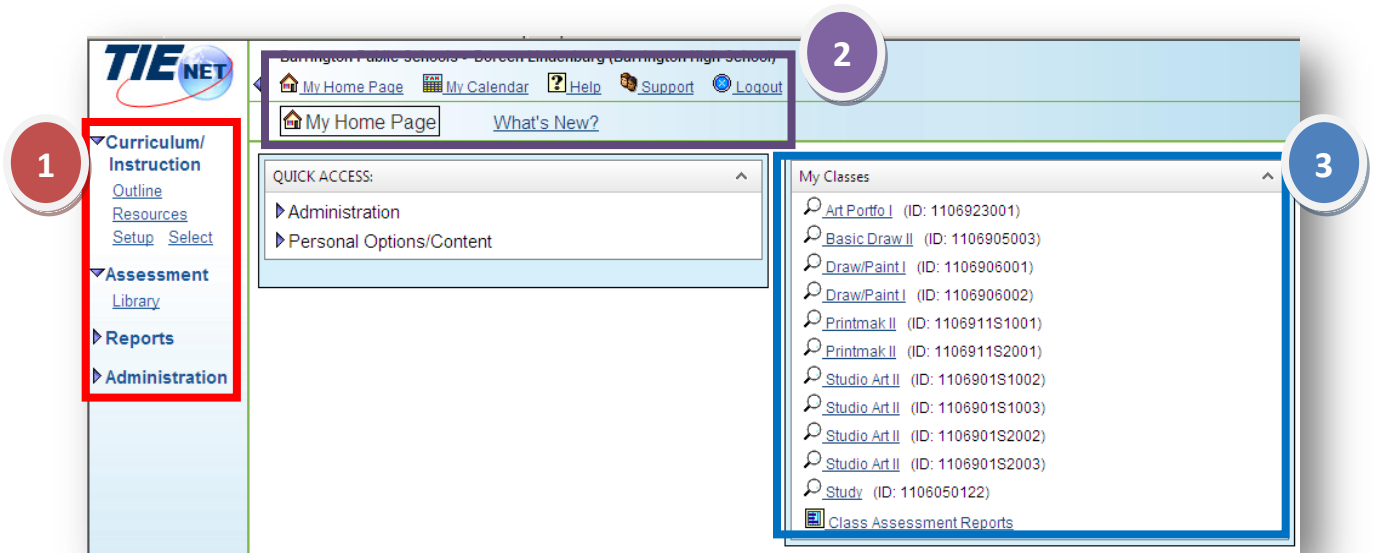 TIENET
Barrington Public Schools - Doreen Lindenburg (Barrington High School)
2
My Home Page My Calendar Help Support Logout
My Home Page What's New?
1
Curriculum/
Instruction
Outline
Resources
Setup Select
Assessment
Library
Reports
Administration
QUICK ACCESS:
Administration
Personal Options/Content
3
My Classes
Art Portfo I (ID: 1106923001)
Basic Draw II (ID: 1106905003)
Draw/Paint I (ID: 1106906001)
Draw/Paint I (ID: 1106906002)
Printmak II (ID: 1106911S1001)
Printmak II (ID: 1106911S2001)
Studio Art II (ID: 1106901S1002)
Studio Art II (ID: 1106901S1003)
Studio Art II (ID: 1106901S2002)
Studio Art II (ID: 1106901S2003)
Study (ID: 1106050122)
Class Assessment Reports